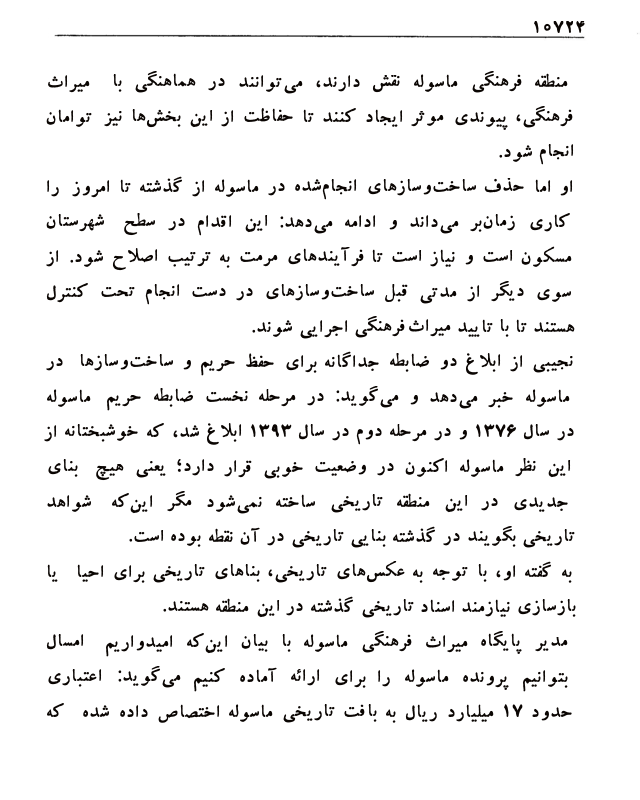 ۱۰۷۲۴
منطقه فرهنگی ماسوله نقش دارند، می‌توانند در هماهنگی با میراث
فرهنگی، پیوندی موثر ایجاد کنند تا حفاظت از این بخش‌ها نیز توامان
انجام شود.
او اما حذف ساخت‌وسازهای انجام‌شده در ماسوله از گذشته تا امروز را
کاری زمان‌بر می‌داند و ادامه می‌دهد: این اقدام در سطح شهرستان
مسکون است و نیاز است تا فرآیندهای مرمت به ترتیب اصلاح شود. از
سوی دیگر از مدتی قبل ساخت‌وسازهای در دست انجام تحت کنترل
هستند تا با تایید میراث‌فرهنگی اجرایی شوند.
نجیبی از ابلاغ دو ضابطه جداگانه برای حفظ حریم و ساخت‌وسازها در
ماسوله خبر می‌دهد و می‌گوید: در مرحله نخست ضابطه حریم ماسوله
در سال ۱۳۷۶ و در مرحله دوم در سال ۱۳۹۳ ابلاغ شد، که خوشبختانه از
این نظر ماسوله اکنون در وضعیت خوبی قرار دارد؛ یعنی هیچ بنای
جدیدی در این منطقه تاریخی ساخته نمی‌شود مگر این‌که شواهد
تاریخی بگویند در گذشته بنایی تاریخی در آن نقطه بوده است.
به گفته او، با توجه به عکس‌های تاریخی، بناهای تاریخی برای احیا یا
بازسازی نیازمند اسناد تاریخی گذشته در این منطقه هستند.
مدیر پایگاه میراث فرهنگی ماسوله با بیان این‌که امیدواریم امسال
بتوانیم پرونده ماسوله را برای ارائه آماده کنیم می‌گوید: اعتباری
حدود ۱۷ میلیارد ریال به بافت تاریخی ماسوله اختصاص داده شده که